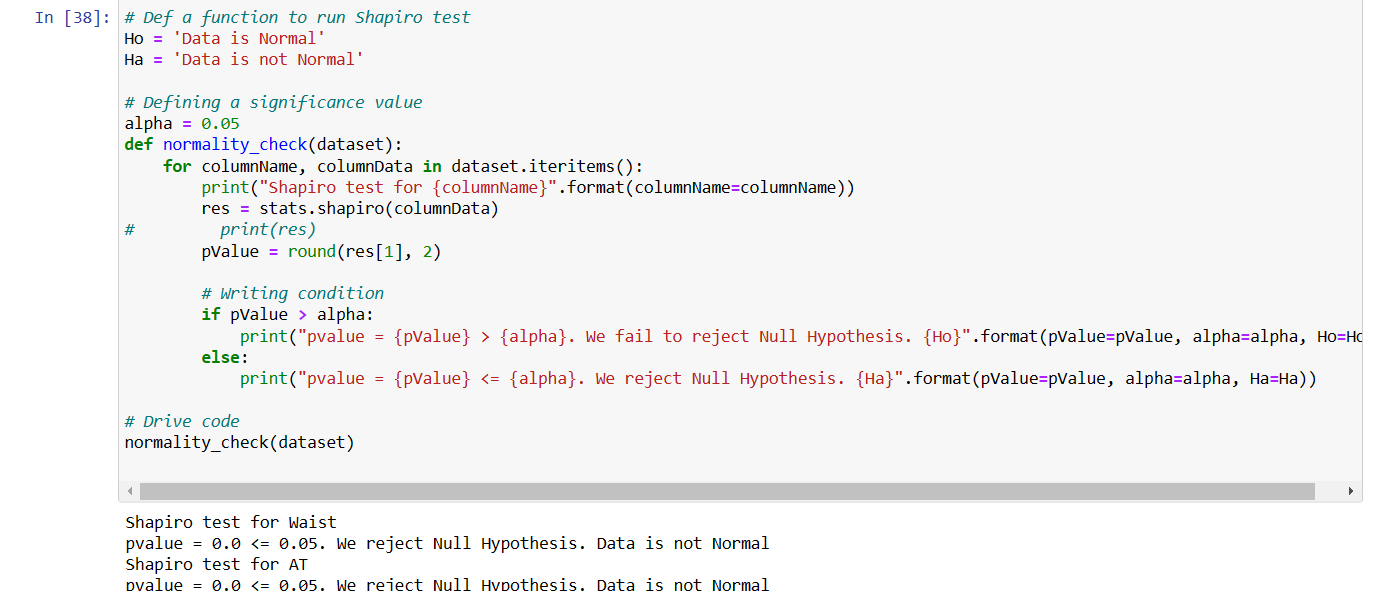 In [38]: # Def a function to run Shapiro test
Ho = 'Data is Normal'
Ha = 'Data is not Normal'
# Defining a significance value
alpha = 0.05
def normality_check(dataset):
    for columnName, columnData in dataset.iteritems():
        print("Shapiro test for {columnName}".format(columnName=columnName))
        res = stats.shapiro(columnData)
#         print(res)
        pValue = round(res[1], 2)
        # Writing condition
        if pValue > alpha:
            print("pvalue = {pValue} > {alpha}. We fail to reject Null Hypothesis. {Ho}".format(pValue=pValue, alpha=alpha, Ho=Ho
        else:
            print("pvalue = {pValue} <= {alpha}. We reject Null Hypothesis. {Ha}".format(pValue=pValue, alpha=alpha, Ha=Ha))
# Drive code
normality_check(dataset)
Shapiro test for Waist
pvalue = 0.0 <= 0.05. We reject Null Hypothesis. Data is not Normal
Shapiro test for AT
pvalue = 0.0 <= 0.05. We reject Null Hypothesis. Data is not Normal